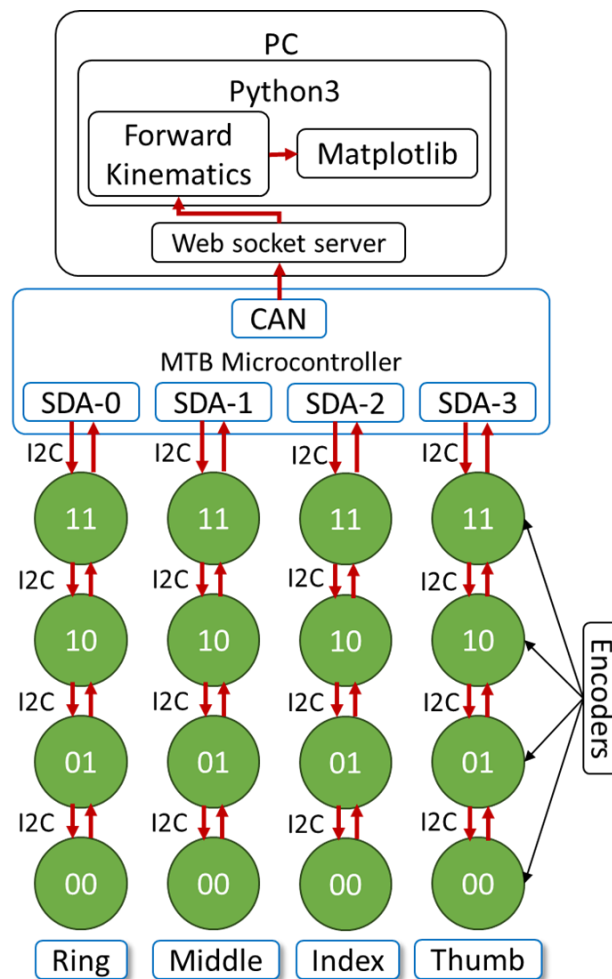 PC
Python3
Forward
Kinematics
Matplotlib
Web socket server
CAN
MTB Microcontroller
SDA-0 SDA-1 SDA-2 SDA-3
I2C I2C I2C I2C
11 11 11 11
I2C I2C I2C I2C
10 10 10 10
Encoders
I2C I2C I2C I2C
01 01 01 01
I2C I2C I2C I2C
00 00 00 00
Ring Middle Index Thumb